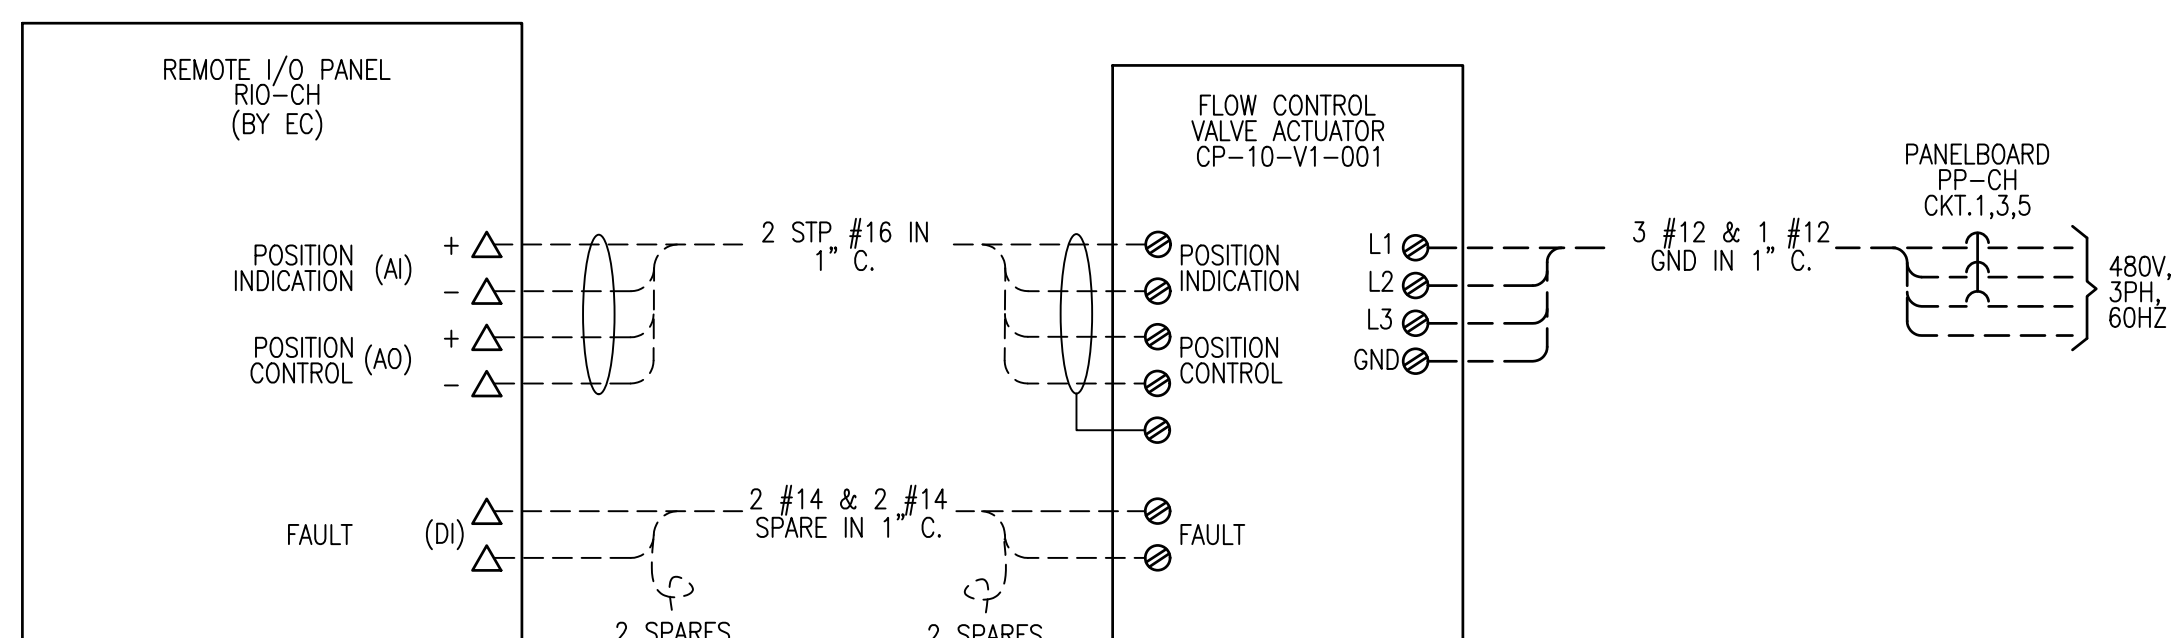 REMOTE I/O PANEL
RIO-CH
(BY EC)
POSITION
INDICATION (AI)
+
-
POSITION
CONTROL (AO)
+
-
FAULT (DI)
2 STP #16 IN
1" C.
2 #14 & 2 #14
SPARE IN 1" C.
2 SPARES
2 SPARES
FLOW CONTROL
VALVE ACTUATOR
CP-10-V1-001
POSITION
INDICATION
POSITION
CONTROL
FAULT
L1
L2
L3
GND
3 #12 & 1 #12
GND IN 1" C.
PANELBOARD
PP-CH
CKT.1,3,5
480V,
3PH,
60HZ